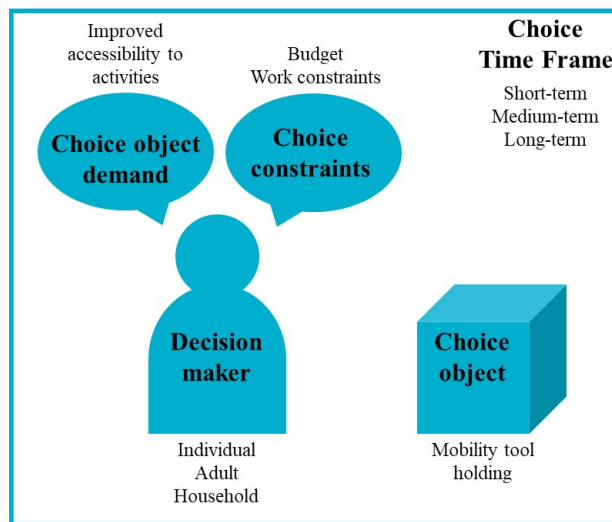 Improved
accessibility to
activities
Choice object
demand
Budget
Work constraints
Choice
constraints
Choice
Time Frame
Short-term
Medium-term
Long-term
Decision
maker
Individual
Adult
Household
Choice
object
Mobility tool
holding